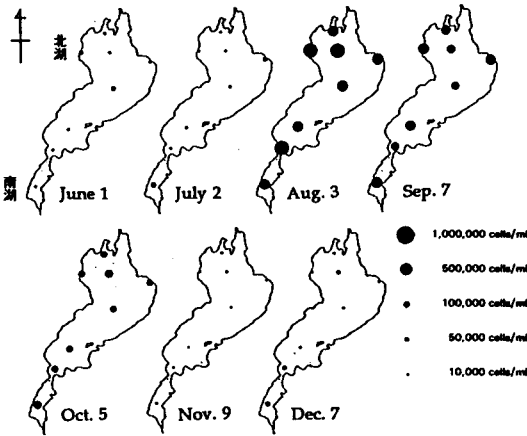 北湖
南湖
June 1
July 2
Aug. 3
Sep. 7
1,000,000 cells/ml
500,000 cells/ml
100,000 cells/ml
50,000 cells/ml
10,000 cells/ml
Oct. 5
Nov. 9
Dec. 7